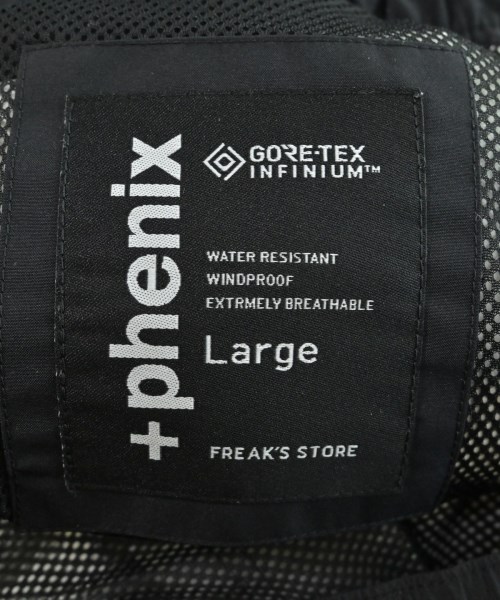 +phenix
GORE-TEX
INFINIUM™
WATER RESISTANT
WINDPROOF
EXTRMELY BREATHABLE
Large
FREAK'S STORE